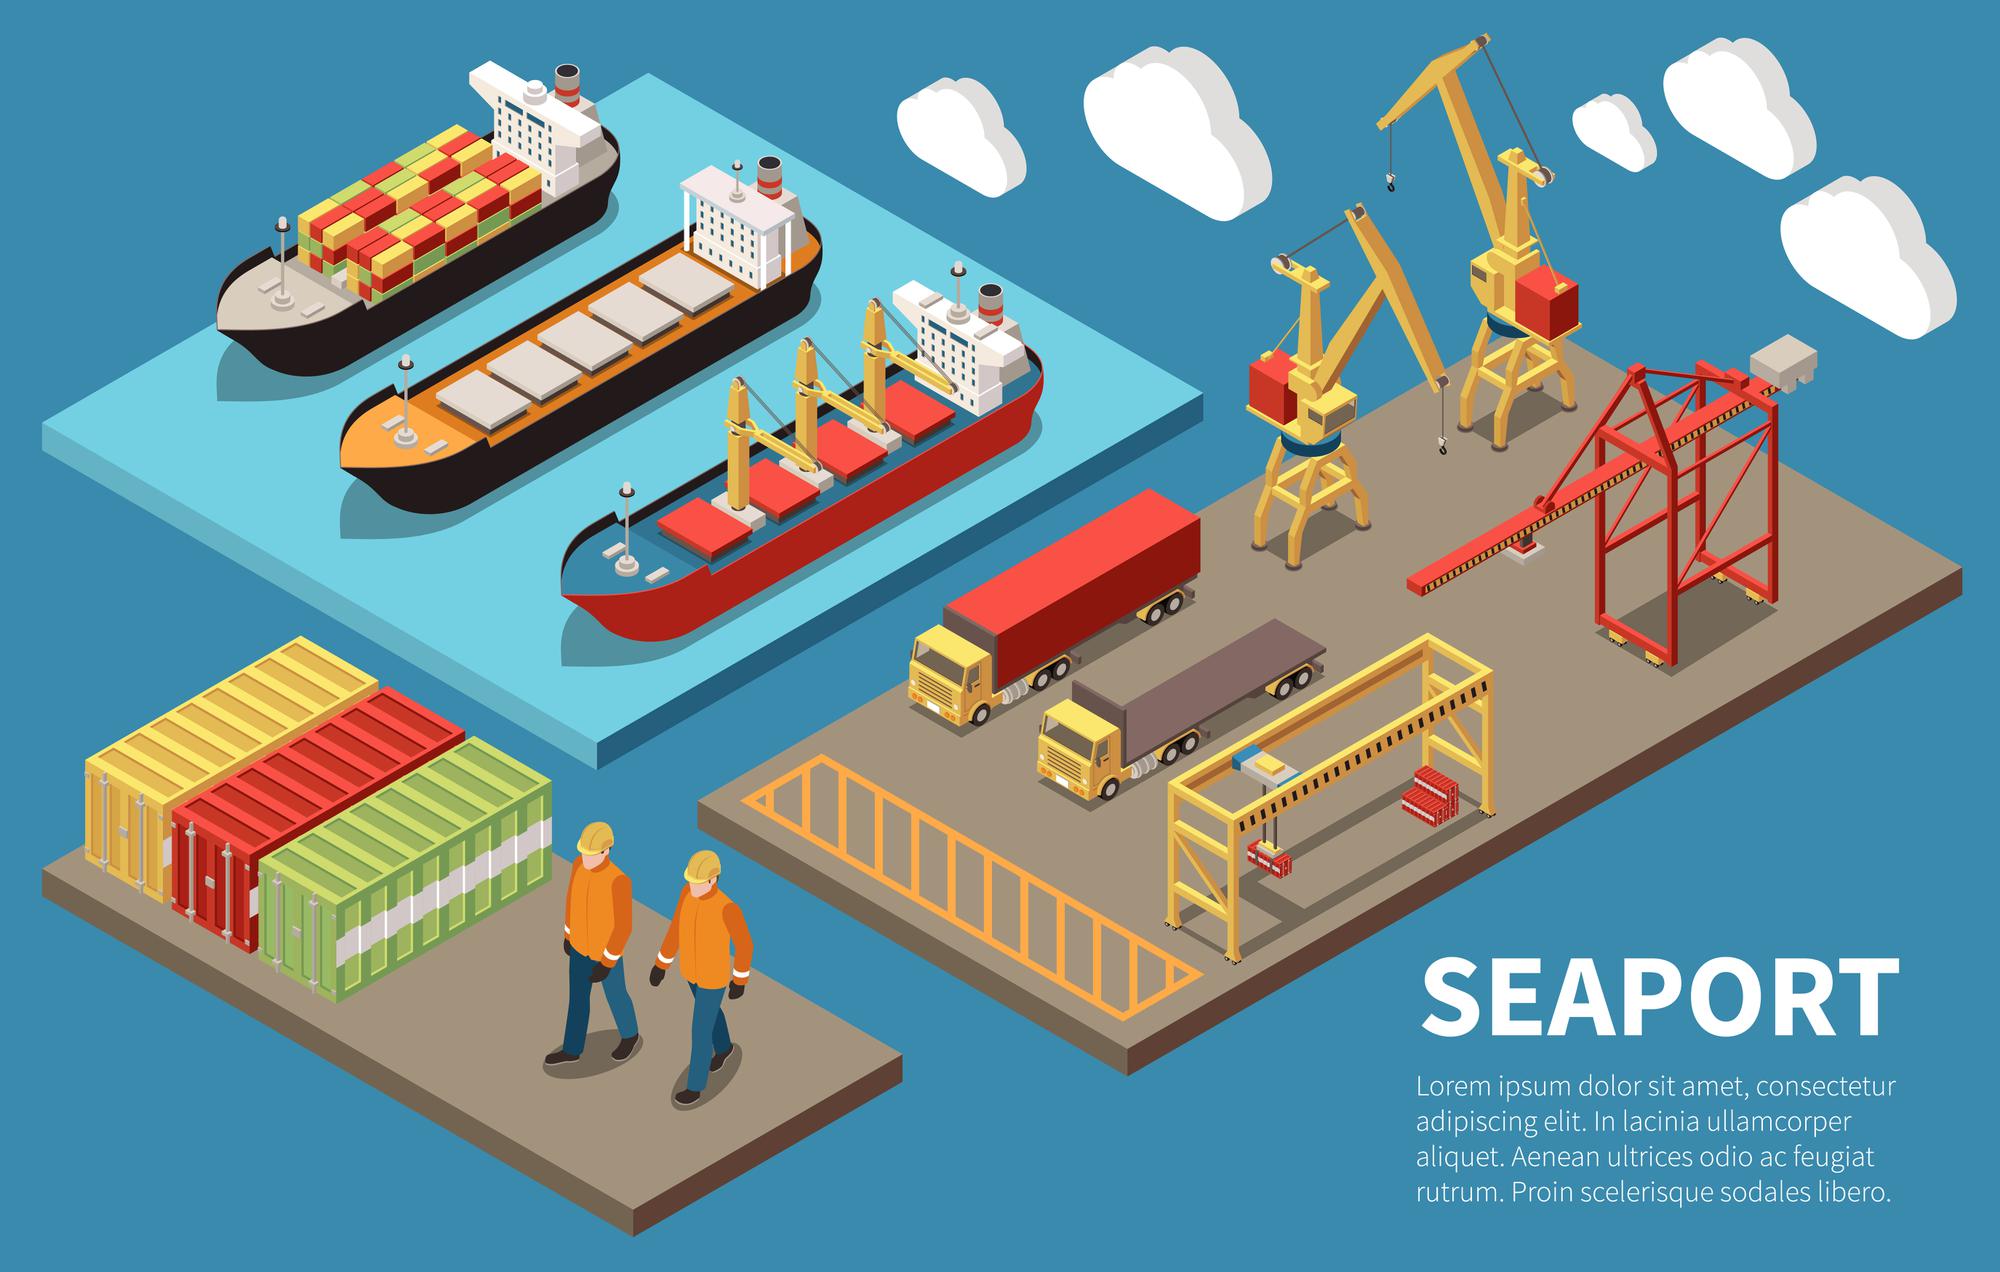 SEAPORT
Lorem ipsum dolor sit amet, consectetur
adipiscing elit. In lacinia ullamcorper
aliquet. Aenean ultrices odio ac feugiat
rutrum. Proin scelerisque sodales libero.